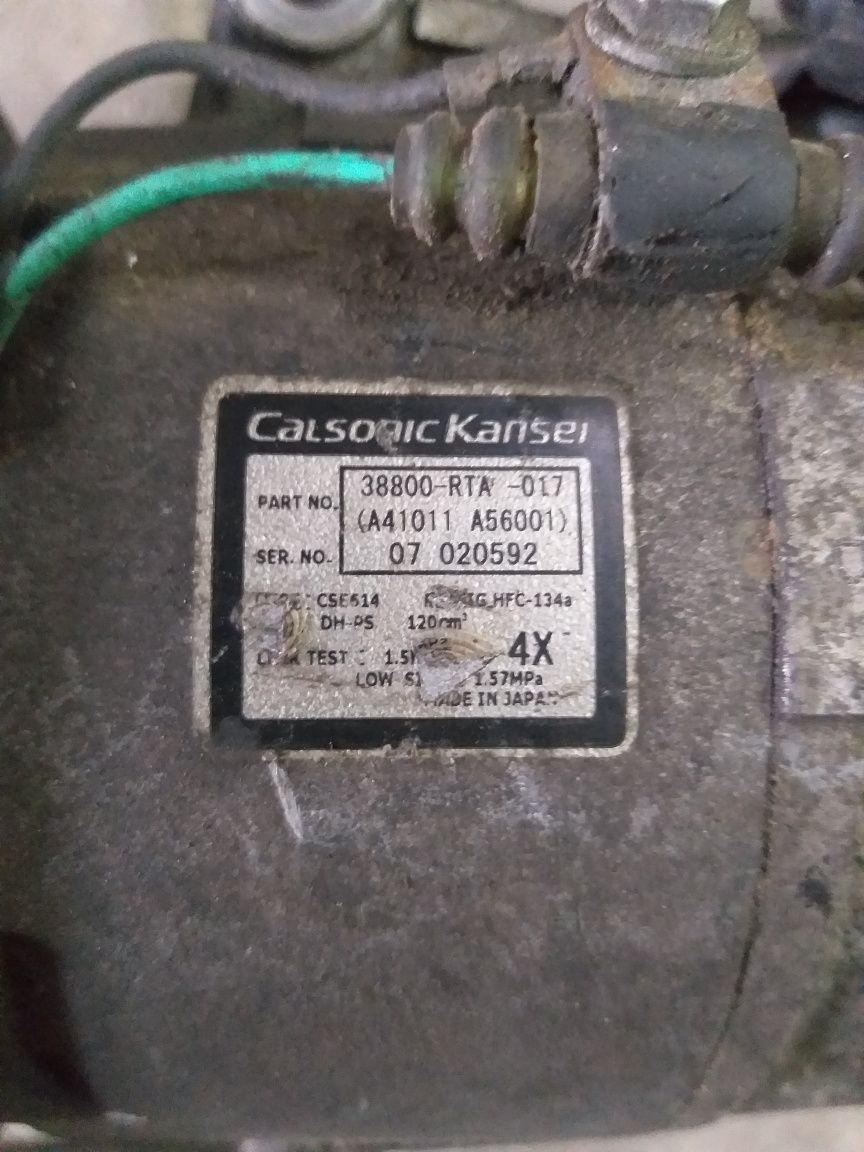 Calsonic Kansei
PART NO. 38800-RTA -017
(A41011 A56001)
SER. NO. 07 020592
CSE614 HFC-134a
DH-PS 120cm³
TEST 4X
LOW 1.57MPa
MADE IN JAPAN